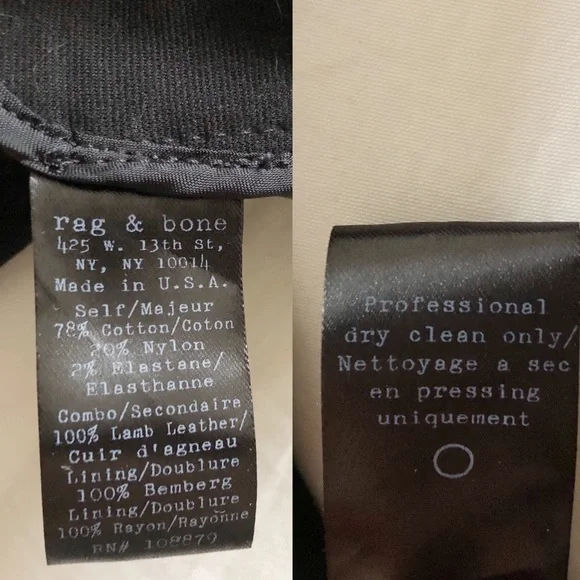 rag & bone
425 W. 13th St,
NY, NY 10014
Made in U.S.A.
Self/Majeur
78% Cotton/Coton
20% Nylon
2% Elastane/
Elasthanne
Combo/Secondaire
100% Lamb Leather/
Cuir d'agneau
Lining/Doublure
100% Bemberg
Lining/Doublure
100% Rayon/Rayonne
RN# 108879
Professional
dry clean only/
Nettoyage a sec
en pressing
uniquement